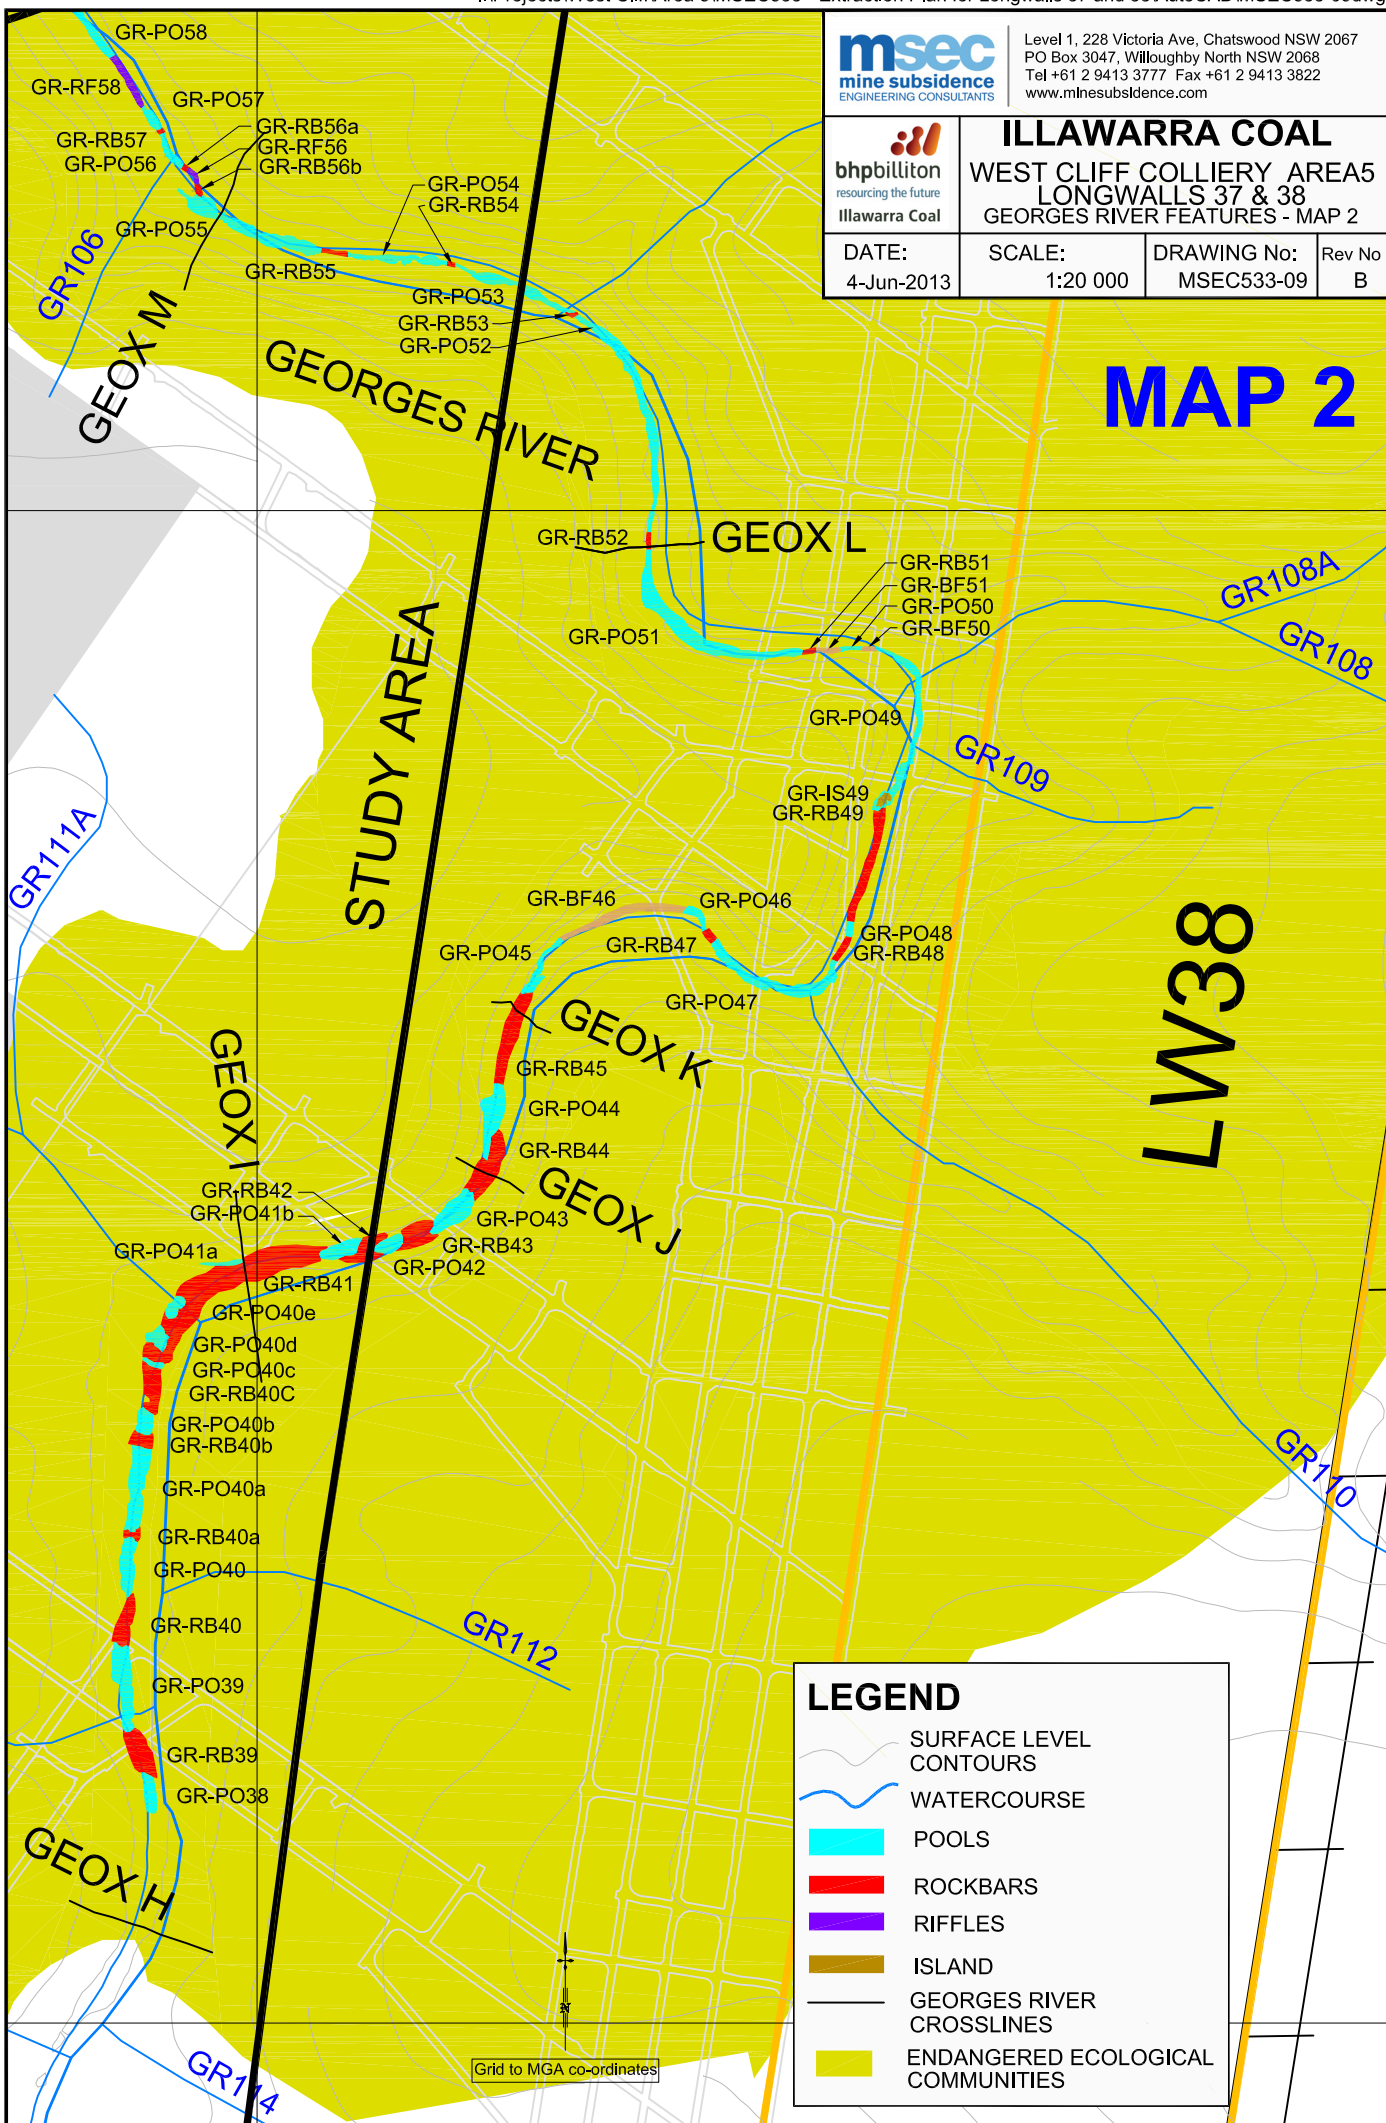 msec
mine subsidence
ENGINEERING CONSULTANTS
Level 1, 228 Victoria Ave, Chatswood NSW 2067
PO Box 3047, Willoughby North NSW 2068
Tel +61 2 9413 3777 Fax +61 2 9413 3822
www.minesubsidence.com
bhpbilliton
resourcing the future
Illawarra Coal
ILLAWARRA COAL
WEST CLIFF COLLIERY AREA5
LONGWALLS 37 & 38
GEORGES RIVER FEATURES - MAP 2
DATE:
4-Jun-2013
SCALE:
1:20 000
DRAWING No:
MSEC533-09
Rev No
B
MAP 2
GR-PO58
GR-RF58
GR-PO57
GR-RB57
GR-PO56
GR-RB56a
GR-RF56
GR-RB56b
GR-PO54
GR-RB54
GR-PO55
GR-RB55
GR106
GR-PO53
GR-RB53
GR-PO52
GEOX M
GEORGES RIVER
GR-RB52
GEOX L
GR-RB51
GR-BF51
GR-PO50
GR-BF50
GR108A
GR108
GR-PO51
STUDY AREA
GR-PO49
GR109
GR-IS49
GR-RB49
GR111A
GR-BF46
GR-PO46
GR-PO45
GR-RB47
GR-PO48
GR-RB48
GR-PO47
LW38
GEOX K
GR-RB45
GEOX I
GR-PO44
GR-RB44
GEOX J
GR-RB42
GR-PO41b
GR-PO43
GR-PO41a
GR-RB43
GR-PO42
GR-RB41
GR-PO40e
GR-PO40d
GR-PO40c
GR-RB40C
GR-PO40b
GR-RB40b
GR-PO40a
GR110
GR-RB40a
GR-PO40
GR-RB40
GR112
GR-PO39
GR-RB39
GR-PO38
GEOX H
GR114
N
Grid to MGA co-ordinates
LEGEND
SURFACE LEVEL
CONTOURS
WATERCOURSE
POOLS
ROCKBARS
RIFFLES
ISLAND
GEORGES RIVER
CROSSLINES
ENDANGERED ECOLOGICAL
COMMUNITIES